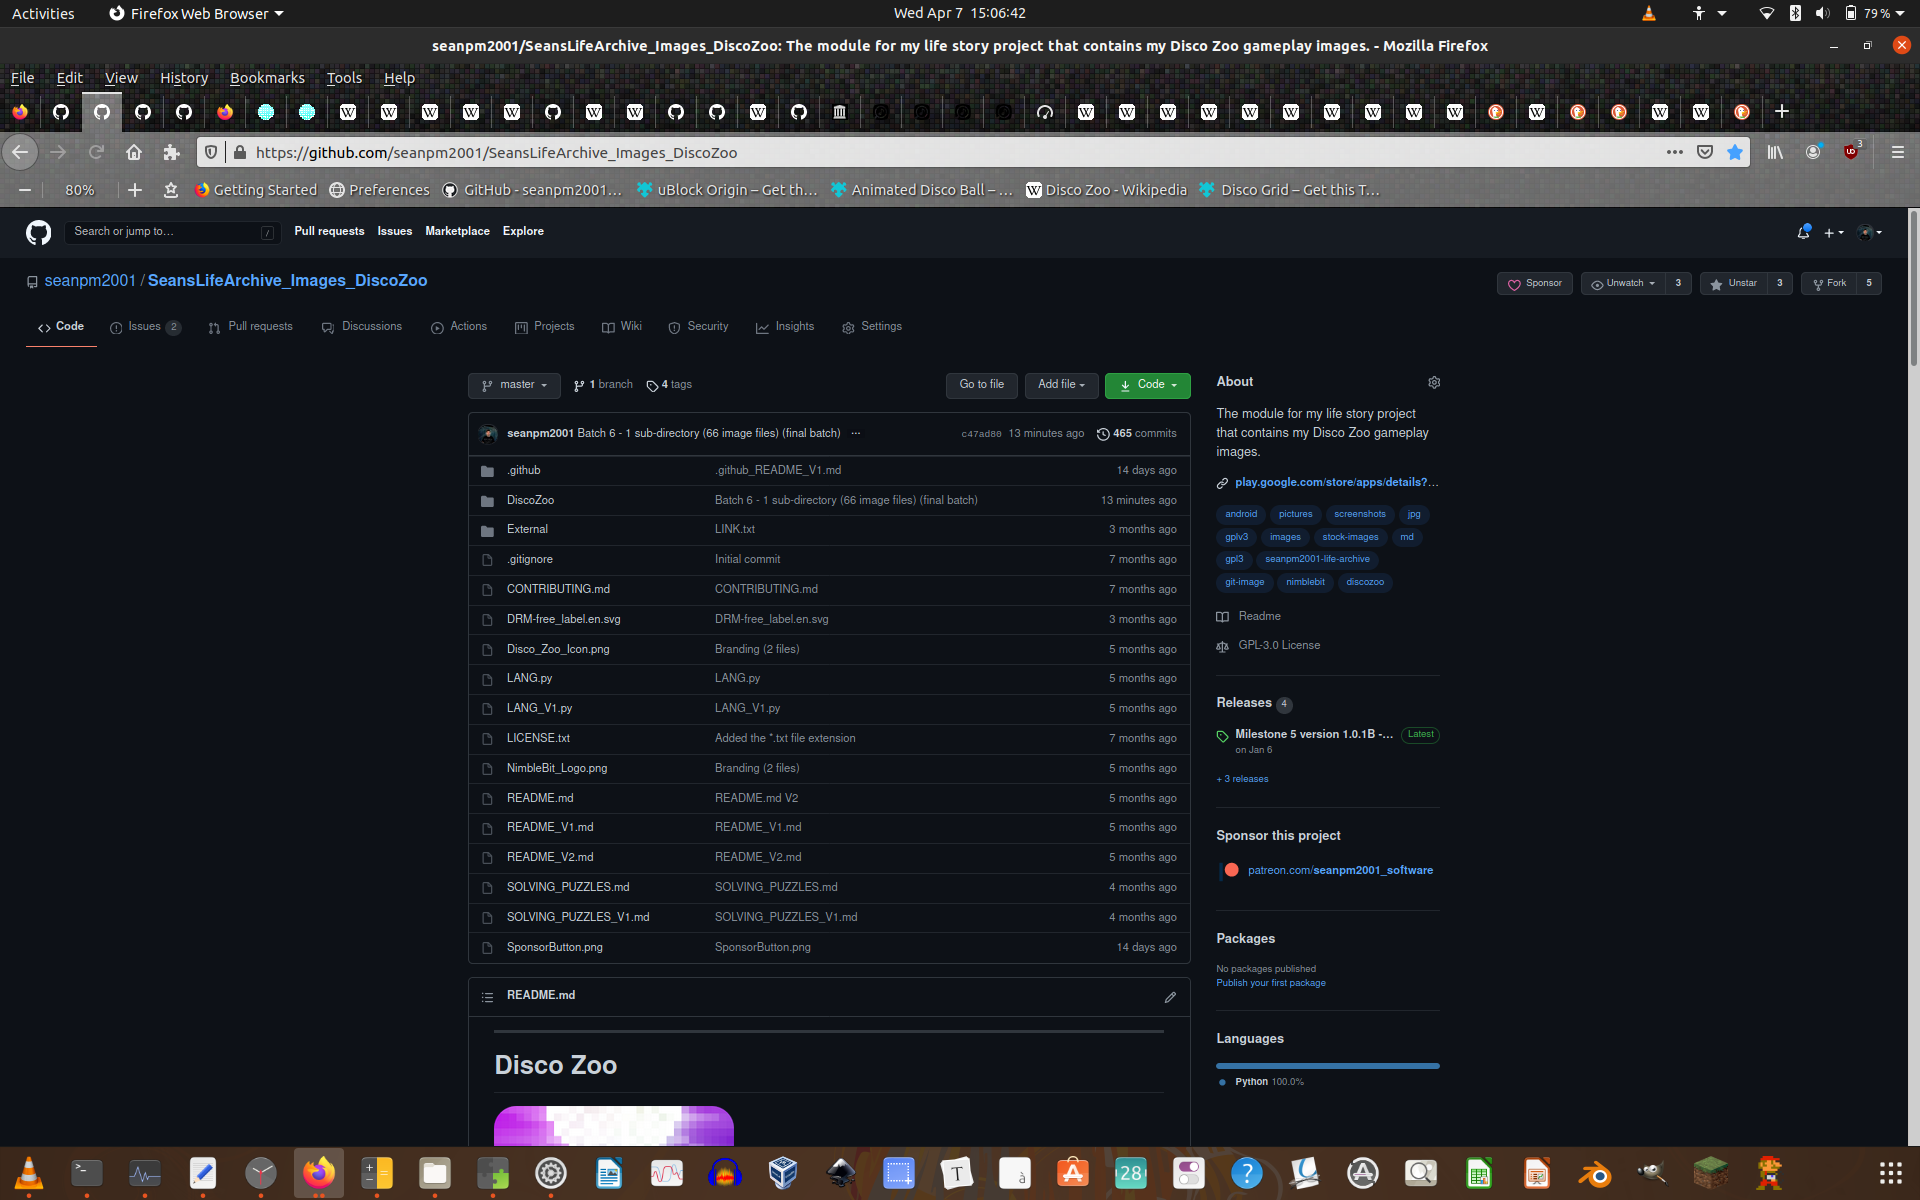 Activities Firefox Web Browser Wed Apr 7 15:06:42 79 %
seanpm2001/SeansLifeArchive_Images_DiscoZoo: The module for my life story project that contains my Disco Zoo gameplay images. - Mozilla Firefox
File Edit View History Bookmarks Tools Help
https://github.com/seanpm2001/SeansLifeArchive_Images_DiscoZoo 3
80% Getting Started Preferences GitHub - seanpm2001... uBlock Origin – Get th... Animated Disco Ball – ... Disco Zoo - Wikipedia Disco Grid – Get this T...
Search or jump to... / Pull requests Issues Marketplace Explore
seanpm2001 / SeansLifeArchive_Images_DiscoZoo Sponsor Unwatch 3 Unstar 3 Fork 5
Code Issues 2 Pull requests Discussions Actions Projects Wiki Security Insights Settings
master 1 branch 4 tags Go to file Add file Code
seanpm2001 Batch 6 - 1 sub-directory (66 image files) (final batch) ... c47ad80 13 minutes ago 465 commits
.github .github_README_V1.md 14 days ago
DiscoZoo Batch 6 - 1 sub-directory (66 image files) (final batch) 13 minutes ago
External LINK.txt 3 months ago
.gitignore Initial commit 7 months ago
CONTRIBUTING.md CONTRIBUTING.md 7 months ago
DRM-free_label.en.svg DRM-free_label.en.svg 3 months ago
Disco_Zoo_Icon.png Branding (2 files) 5 months ago
LANG.py LANG.py 5 months ago
LANG_V1.py LANG_V1.py 5 months ago
LICENSE.txt Added the *.txt file extension 7 months ago
NimbleBit_Logo.png Branding (2 files) 5 months ago
README.md README.md V2 5 months ago
README_V1.md README_V1.md 5 months ago
README_V2.md README_V2.md 5 months ago
SOLVING_PUZZLES.md SOLVING_PUZZLES.md 4 months ago
SOLVING_PUZZLES_V1.md SOLVING_PUZZLES_V1.md 4 months ago
SponsorButton.png SponsorButton.png 14 days ago
README.md
Disco Zoo
About
The module for my life story project
that contains my Disco Zoo gameplay
images.
play.google.com/store/apps/details?...
android pictures screenshots jpg
gplv3 images stock-images md
gpl3 seanpm2001-life-archive
git-image nimblebit discozoo
Readme
GPL-3.0 License
Releases 4
Milestone 5 version 1.0.1B -... Latest
on Jan 6
+ 3 releases
Sponsor this project
patreon.com/seanpm2001_software
Packages
No packages published
Publish your first package
Languages
Python 100.0%